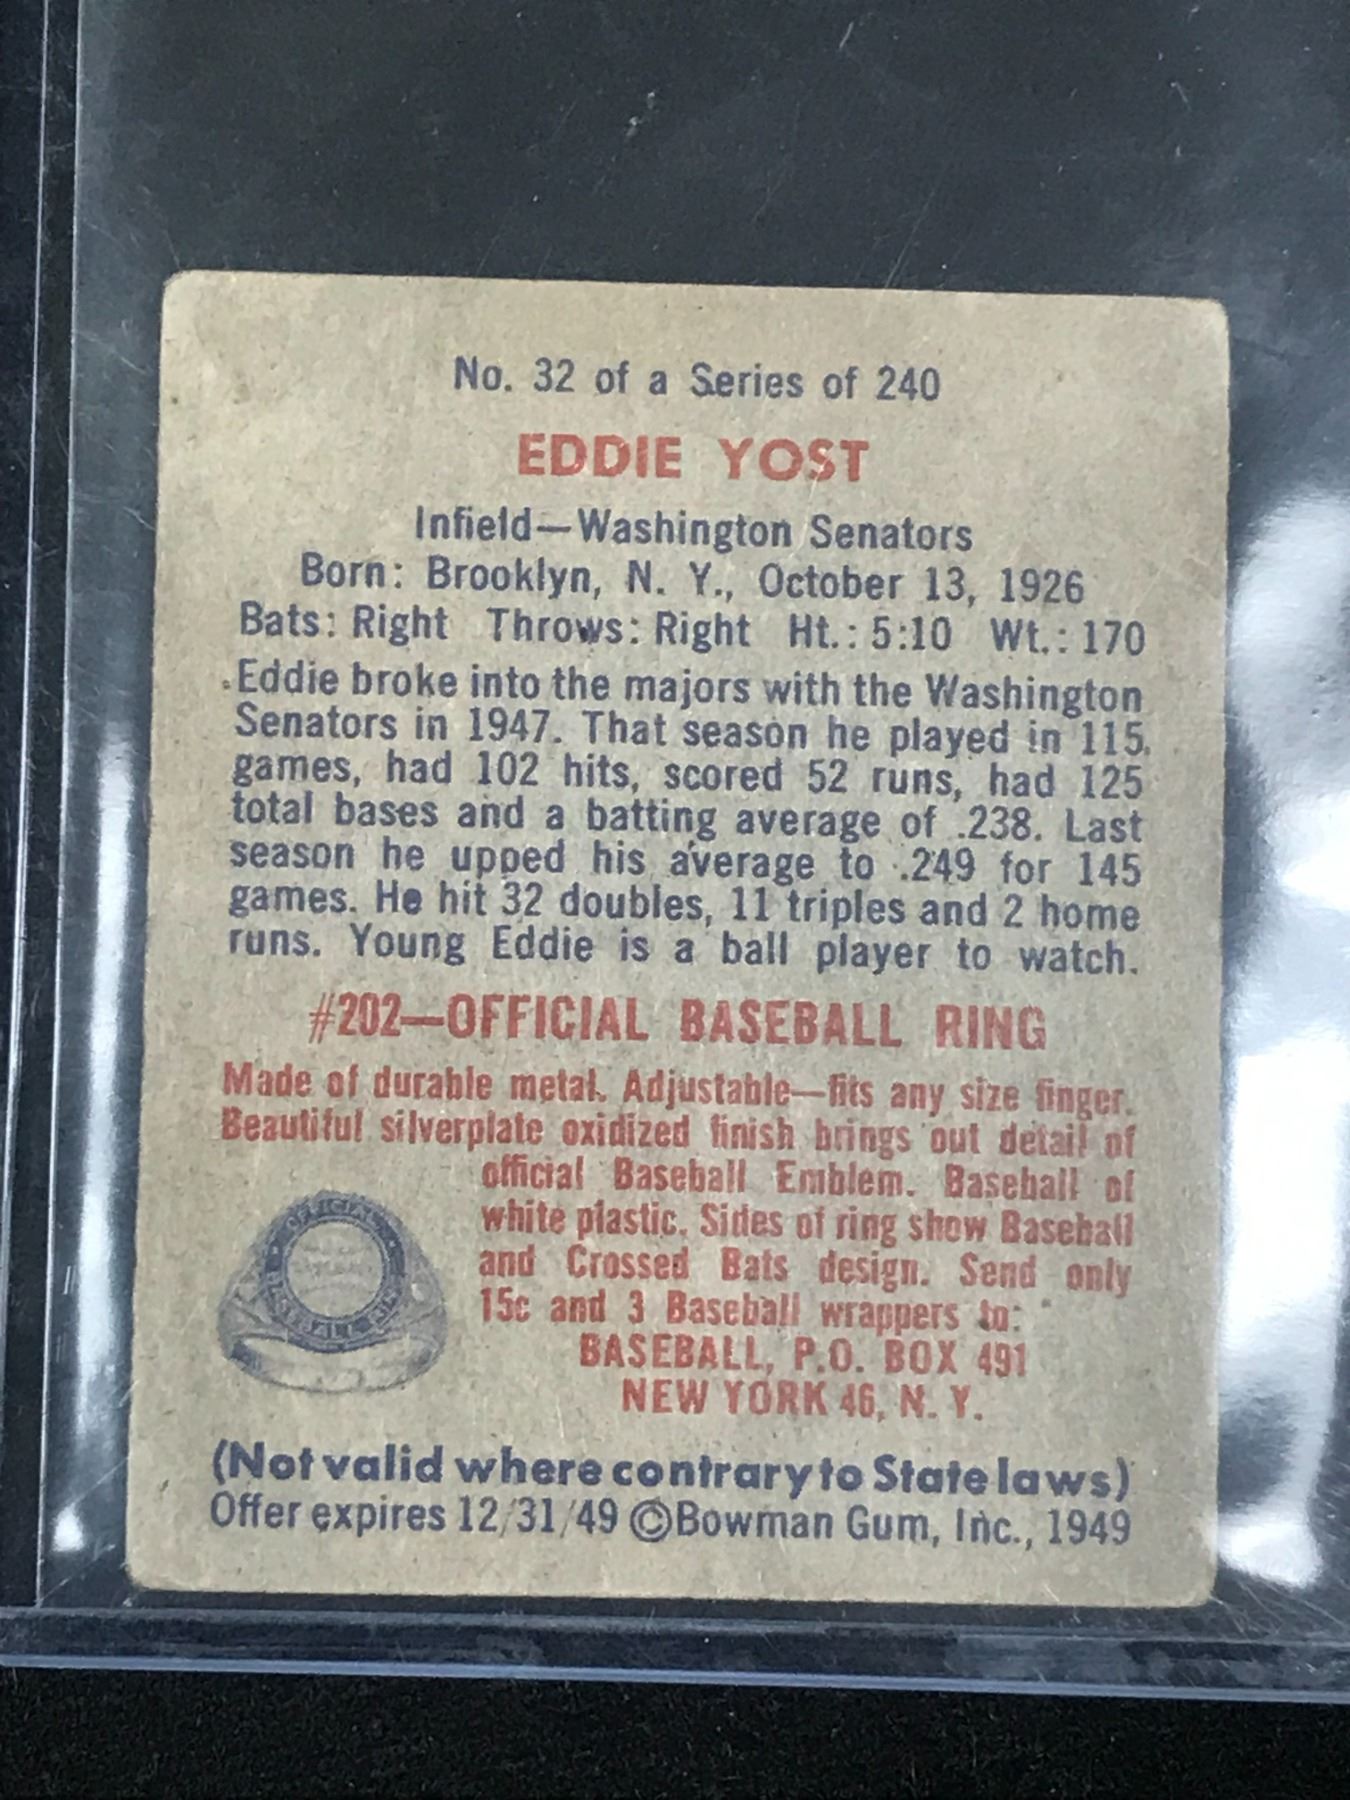 No. 32 of a Series of 240
EDDIE YOST
Infield—Washington Senators
Born: Brooklyn, N. Y., October 13, 1926
Bats: Right Throws: Right Ht.: 5:10 Wt.: 170
Eddie broke into the majors with the Washington
Senators in 1947. That season he played in 115
games, had 102 hits, scored 52 runs, had 125
total bases and a batting average of .238. Last
season he upped his average to .249 for 145
games. He hit 32 doubles, 11 triples and 2 home
runs. Young Eddie is a ball player to watch.
#202—OFFICIAL BASEBALL RING
Made of durable metal. Adjustable—fits any size finger.
Beautiful silverplate oxidized finish brings out detail of
official Baseball Emblem. Baseball of
white plastic. Sides of ring show Baseball
and Crossed Bats design. Send only
15c and 3 Baseball wrappers to:
BASEBALL, P.O. BOX 491
NEW YORK 46, N. Y.
OFFICIAL
BASEBALL RING
(Not valid where contrary to State laws)
Offer expires 12/31/49 ©Bowman Gum, Inc., 1949